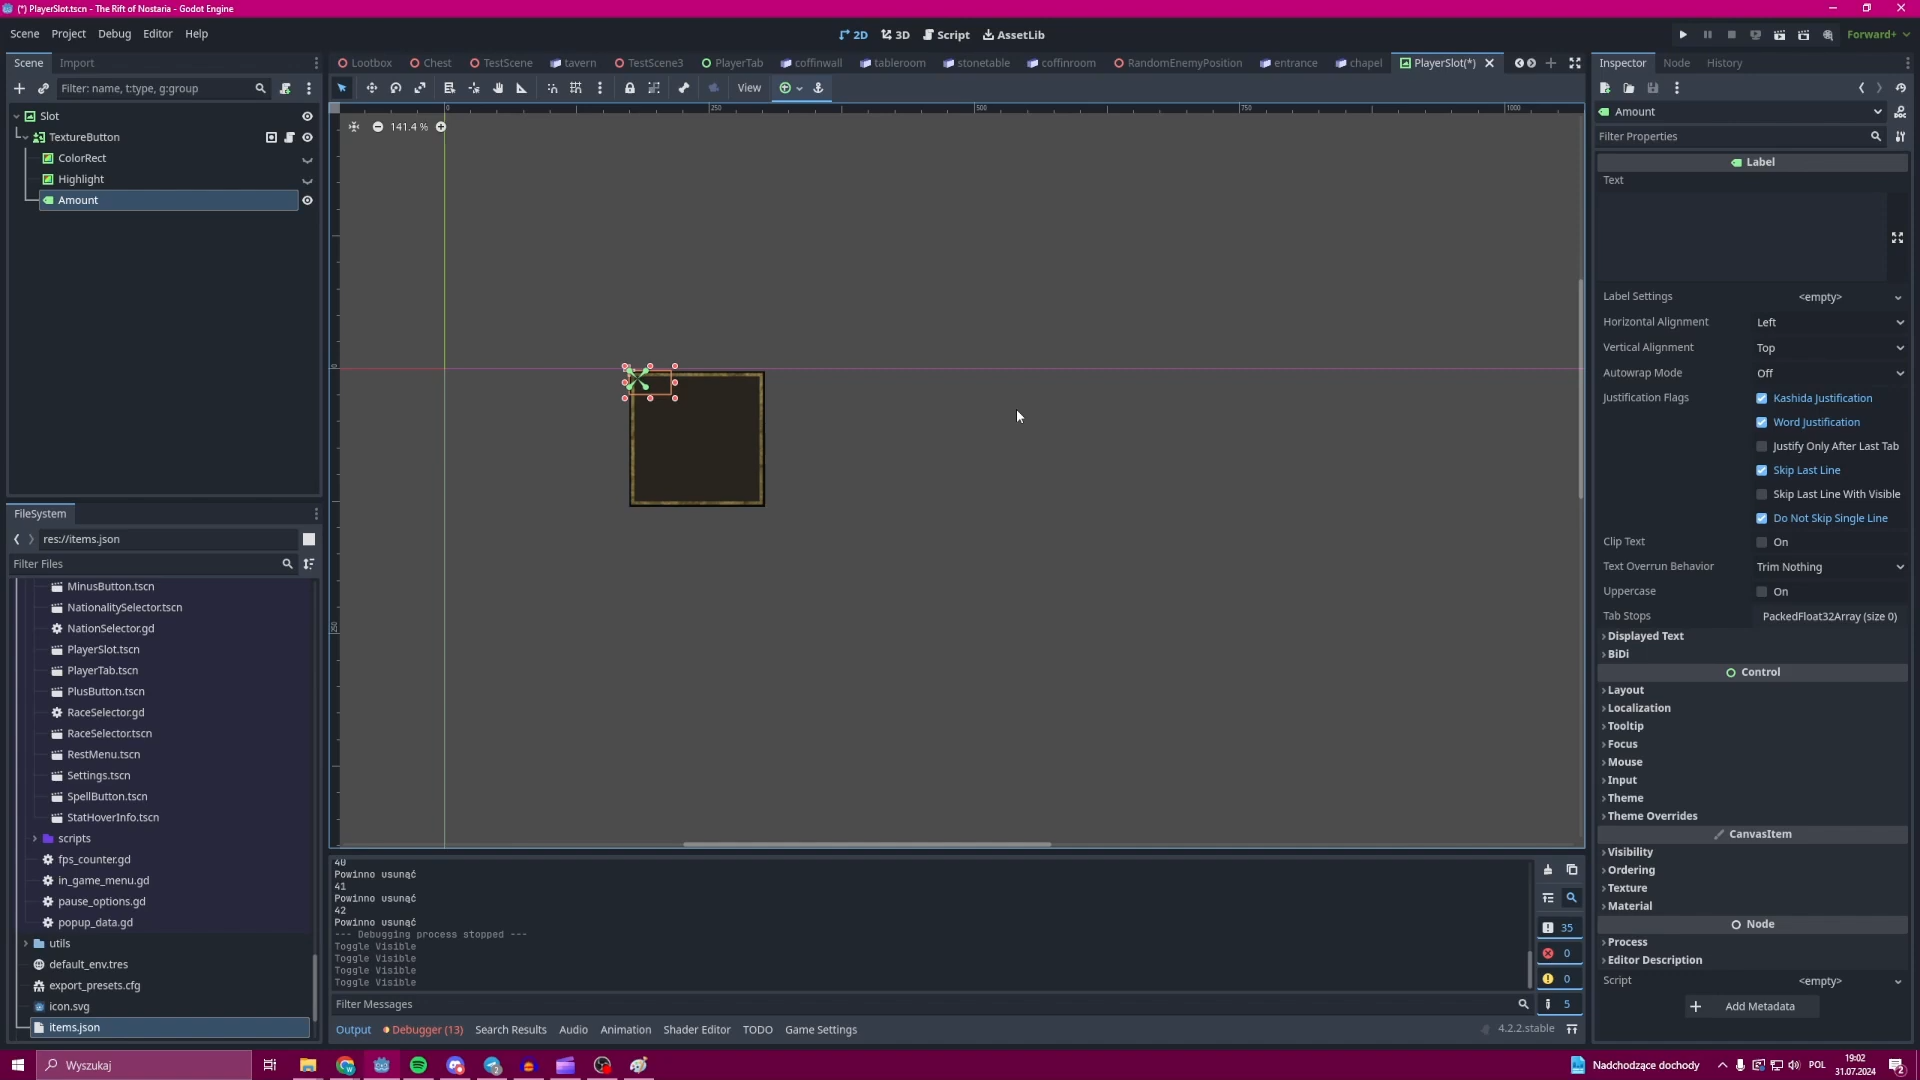 (*) PlayerSlot.tscn - The Rift of Nostaria - Godot Engine
Scene Project Debug Editor Help
2D 3D Script AssetLib
Forward+
Scene Import
Filter: name, t:type, g:group
Slot
TextureButton
ColorRect
Highlight
Amount
FileSystem
res://items.json
Filter Files
MinusButton.tscn
NationalitySelector.tscn
NationSelector.gd
PlayerSlot.tscn
PlayerTab.tscn
PlusButton.tscn
RaceSelector.gd
RaceSelector.tscn
RestMenu.tscn
Settings.tscn
SpellButton.tscn
StatHoverInfo.tscn
scripts
fps_counter.gd
in_game_menu.gd
pause_options.gd
popup_data.gd
utils
default_env.tres
export_presets.cfg
icon.svg
items.json
Lootbox Chest TestScene tavern TestScene3 PlayerTab coffinwall tableroom stonetable coffinroom RandomEnemyPosition entrance chapel PlayerSlot(*)
View
0 250 500 750 1000
141.4 %
0
250
40
Powinno usunąć
41
Powinno usunąć
42
Powinno usunąć
--- Debugging process stopped ---
Toggle Visible
Toggle Visible
Toggle Visible
Toggle Visible
35
0
0
5
Filter Messages
Output Debugger (13) Search Results Audio Animation Shader Editor TODO Game Settings
4.2.2.stable
Inspector Node History
Amount
Filter Properties
Label
Text
Label Settings <empty>
Horizontal Alignment Left
Vertical Alignment Top
Autowrap Mode Off
Justification Flags Kashida Justification
Word Justification
Justify Only After Last Tab
Skip Last Line
Skip Last Line With Visible
Do Not Skip Single Line
Clip Text On
Text Overrun Behavior Trim Nothing
Uppercase On
Tab Stops PackedFloat32Array (size 0)
Displayed Text
BiDi
Control
Layout
Localization
Tooltip
Focus
Mouse
Input
Theme
Theme Overrides
CanvasItem
Visibility
Ordering
Texture
Material
Node
Process
Editor Description
Script <empty>
Add Metadata
Wyszukaj
Nadchodzące dochody
POL
19:02
31.07.2024
2